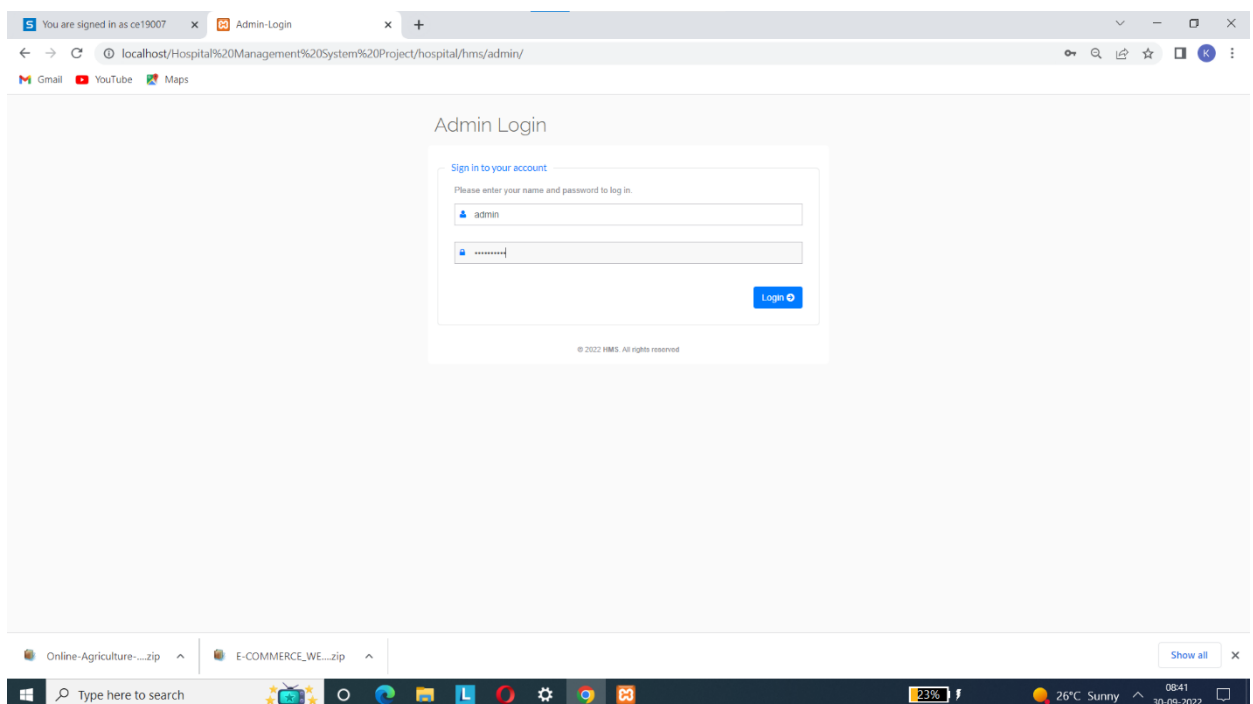 You are signed in as ce19007
Admin-Login
localhost/Hospital%20Management%20System%20Project/hospital/hms/admin/
K
Gmail
YouTube
Maps
Admin Login
Sign in to your account
Please enter your name and password to log in.
admin
••••••••••
Login
© 2022 HMS. All rights reserved
Online-Agriculture-....zip
E-COMMERCE_WE....zip
Show all
Type here to search
23%
26°C Sunny
08:41
30-09-2022